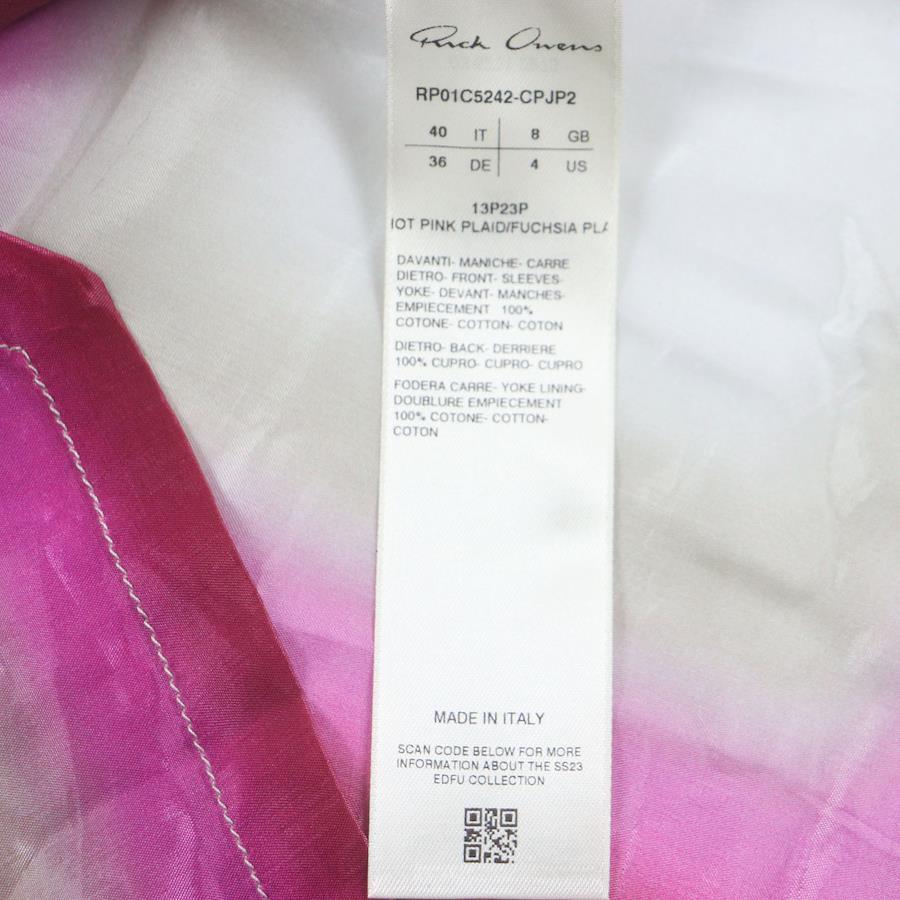 Rick Owens
RP01C5242-CPJP2
40 IT 8 GB
36 DE 4 US
13P23P
IOT PINK PLAID/FUCHSIA PLA
DAVANTI- MANICHE- CARRE
DIETRO- FRONT- SLEEVES-
YOKE- DEVANT- MANCHES-
EMPIECEMENT 100%
COTONE- COTTON- COTON
DIETRO- BACK- DERRIERE
100% CUPRO- CUPRO- CUPRO
FODERA CARRE- YOKE LINING-
DOUBLURE EMPIECEMENT
100% COTONE- COTTON-
COTON
MADE IN ITALY
SCAN CODE BELOW FOR MORE
INFORMATION ABOUT THE SS23
EDFU COLLECTION